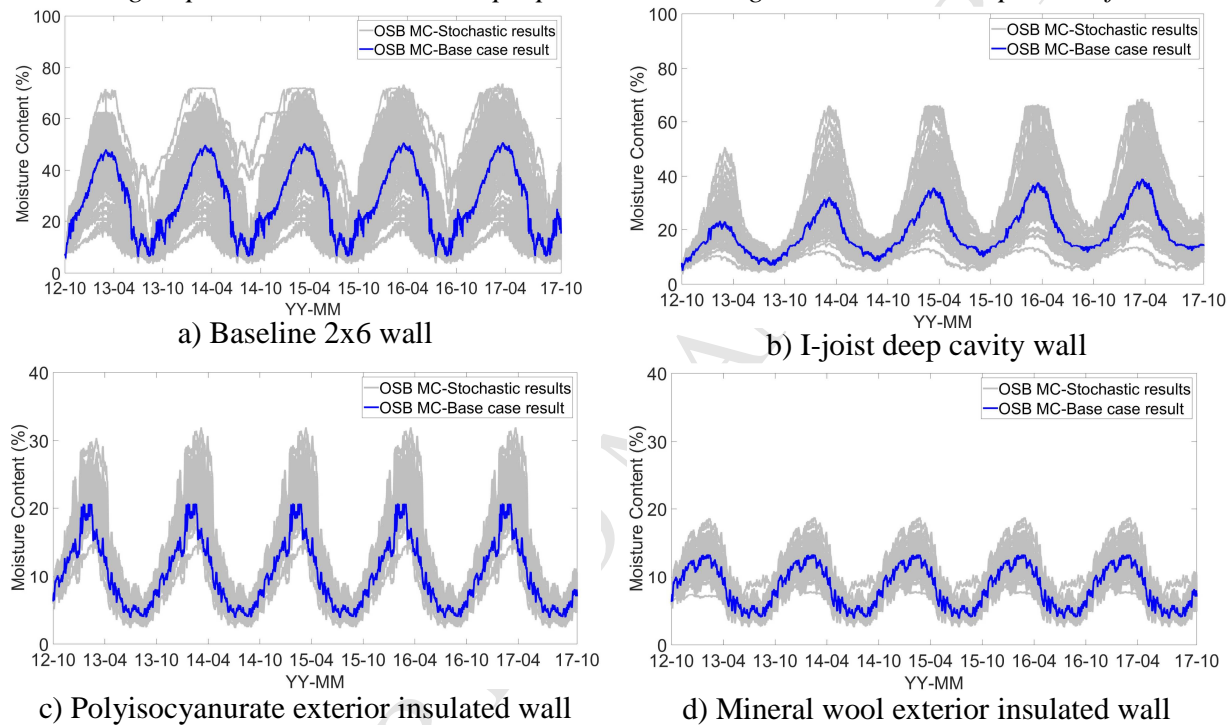 100
80
60
40
20
0
Moisture Content (%)
OSB MC-Stochastic results
OSB MC-Base case result
12-10 13-04 13-10 14-04 14-10 15-04 15-10 16-04 16-10 17-04 17-10
YY-MM
a) Baseline 2x6 wall
100
80
60
40
20
0
Moisture Content (%)
OSB MC-Stochastic results
OSB MC-Base case result
12-10 13-04 13-10 14-04 14-10 15-04 15-10 16-04 16-10 17-04 17-10
YY-MM
b) I-joist deep cavity wall
40
30
20
10
0
Moisture Content (%)
OSB MC-Stochastic results
OSB MC-Base case result
12-10 13-04 13-10 14-04 14-10 15-04 15-10 16-04 16-10 17-04 17-10
YY-MM
c) Polyisocyanurate exterior insulated wall
40
30
20
10
0
Moisture Content (%)
OSB MC-Stochastic results
OSB MC-Base case result
12-10 13-04 13-10 14-04 14-10 15-04 15-10 16-04 16-10 17-04 17-10
YY-MM
d) Mineral wool exterior insulated wall